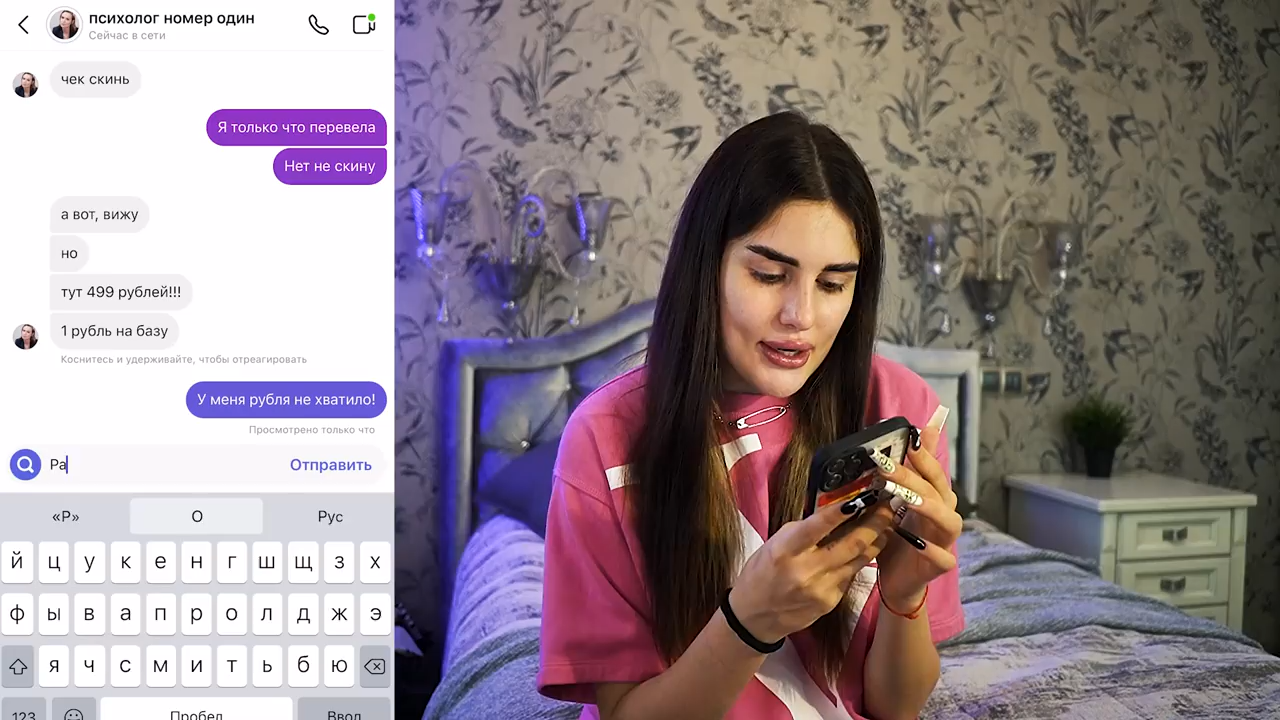 психолог номер один
Сейчас в сети
чек скинь
Я только что перевела
Нет не скину
а вот, вижу
но
тут 499 рублей!!!
1 рубль на базу
Коснитесь и удерживайте, чтобы отреагировать
У меня рубля не хватило!
Просмотрено только что
Ра
Отправить
«Р» О Рус
й ц у к е н г ш щ з х
ф ы в а п р о л д ж э
я ч с м и т ь б ю
123 Пробел Ввод